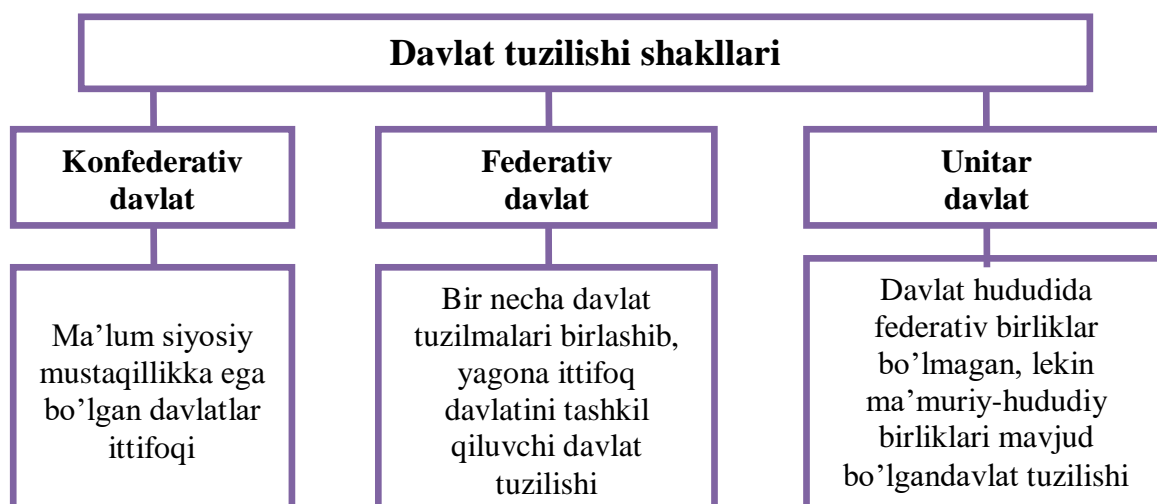 Davlat tuzilishi shakllari
Konfederativ
davlat
Federativ
davlat
Unitar
davlat
Ma’lum siyosiy
mustaqillikka ega
bo’lgan davlatlar
ittifoqi
Bir necha davlat
tuzilmalari birlashib,
yagona ittifoq
davlatini tashkil
qiluvchi davlat
tuzilishi
Davlat hududida
federativ birliklar
bo’lmagan, lekin
ma’muriy-hududiy
birliklari mavjud
bo’lgandavlat tuzilishi